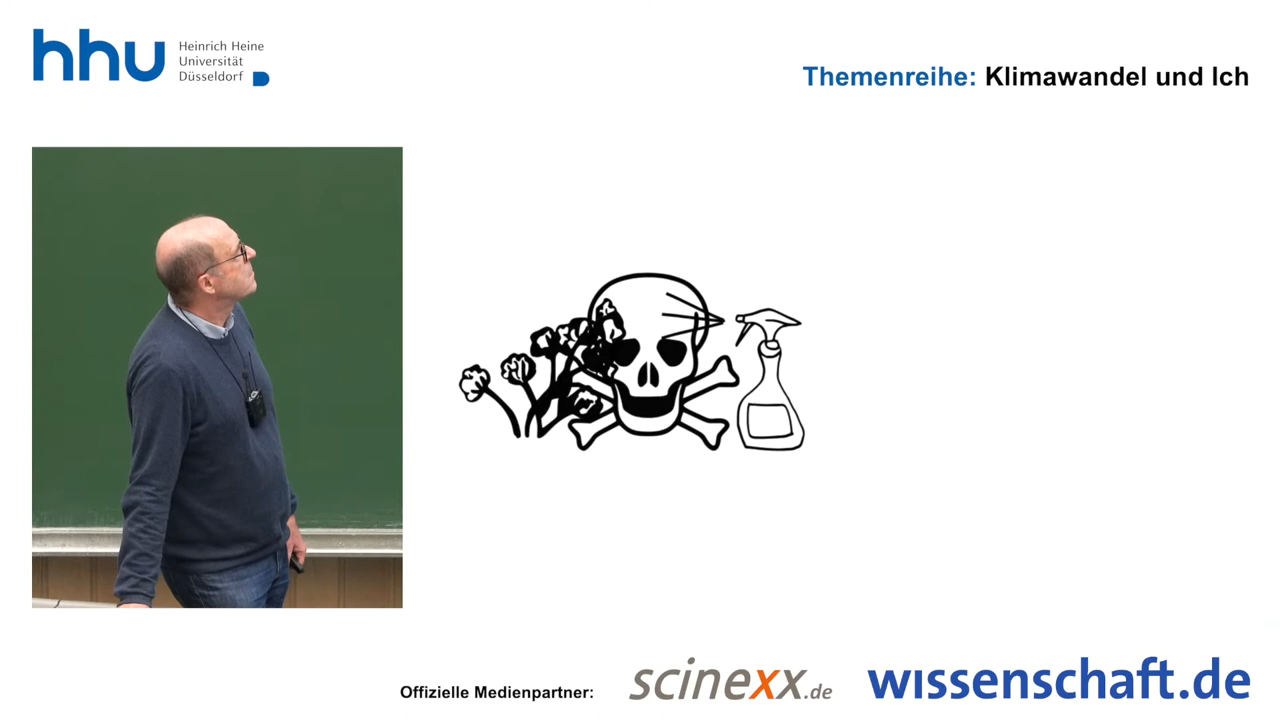 hhu Heinrich Heine
Universität
Düsseldorf
Themenreihe: Klimawandel und Ich
Offizielle Medienpartner: scinexx.de wissenschaft.de